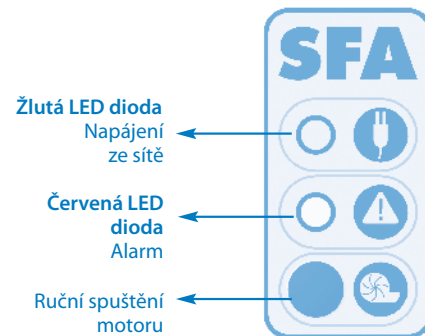 SFA
Žlutá LED dioda
Napájení
ze sítě
Červená LED
dioda
Alarm
Ruční spuštění
motoru